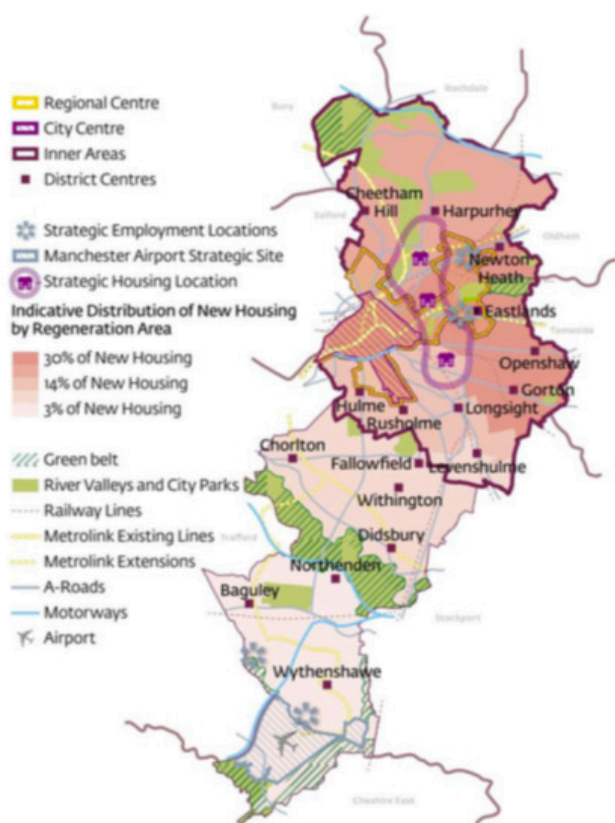 Regional Centre
City Centre
Inner Areas
District Centres
Strategic Employment Locations
Manchester Airport Strategic Site
Strategic Housing Location
Indicative Distribution of New Housing
by Regeneration Area
30% of New Housing
14% of New Housing
3% of New Housing
Green belt
River Valleys and City Parks
Railway Lines
Metrolink Existing Lines
Metrolink Extensions
A-Roads
Motorways
Airport
Rochdale
Bury
Cheetham
Hill
Harpurhey
Salford
Oldham
Newton
Heath
Eastlands
Tameside
Openshaw
Gorton
Hulme
Longsight
Rusholme
Chorlton
Fallowfield
Levenshulme
Withington
Trafford
Didsbury
Northenden
Baguley
Stockport
Wythenshawe
Cheshire East